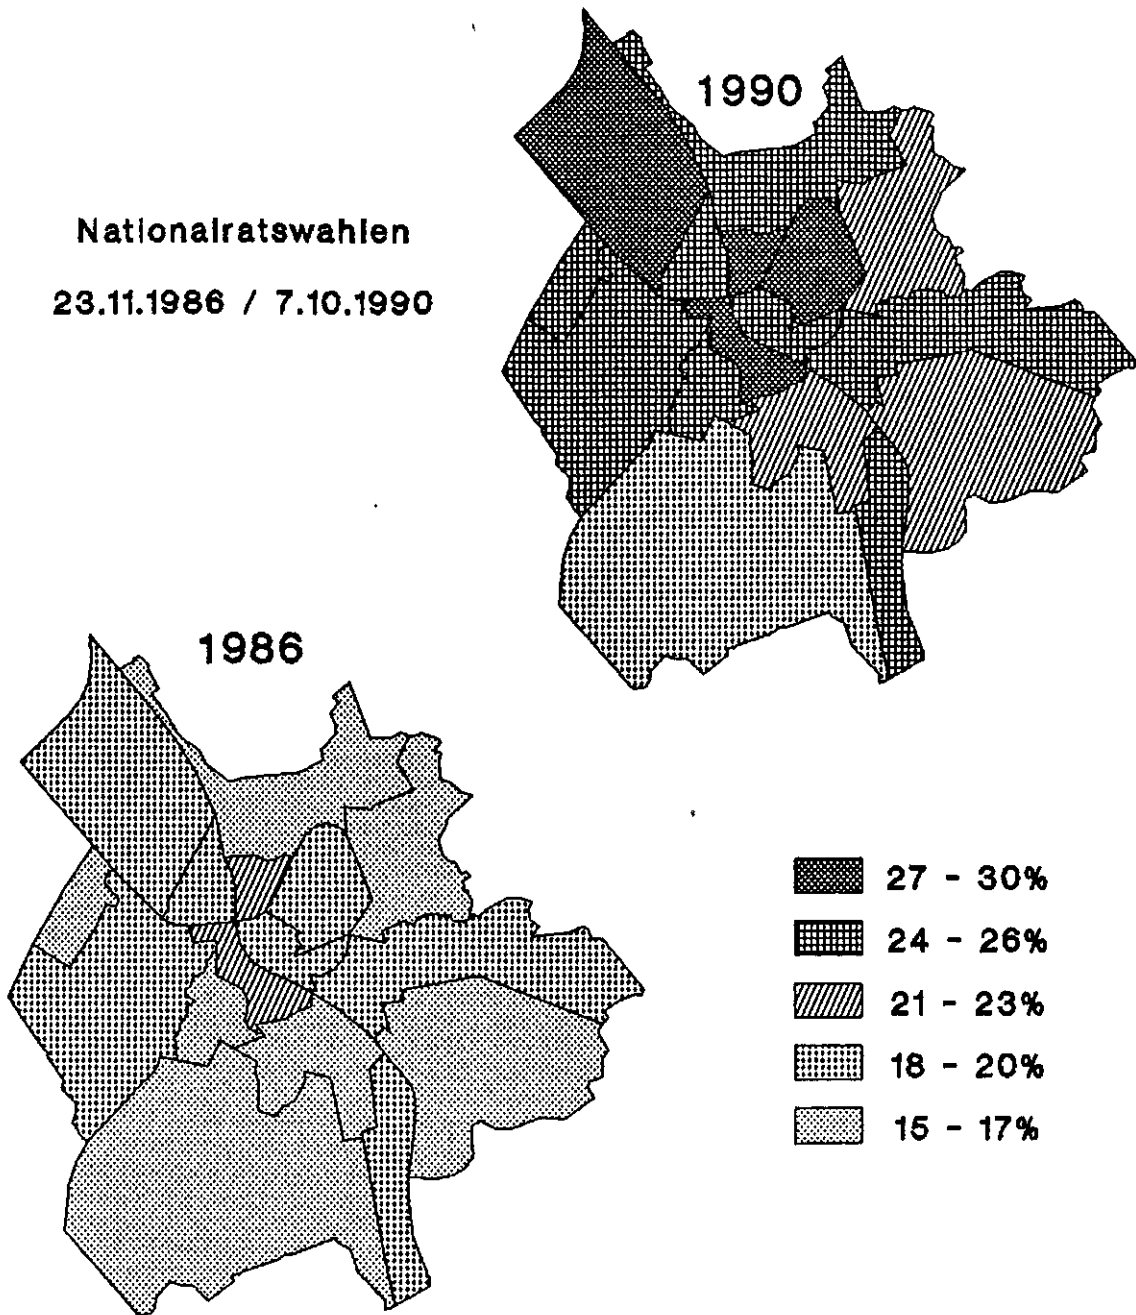 1990
Nationalratswahlen
23.11.1986 / 7.10.1990
1986
27 - 30%
24 - 26%
21 - 23%
18 - 20%
15 - 17%